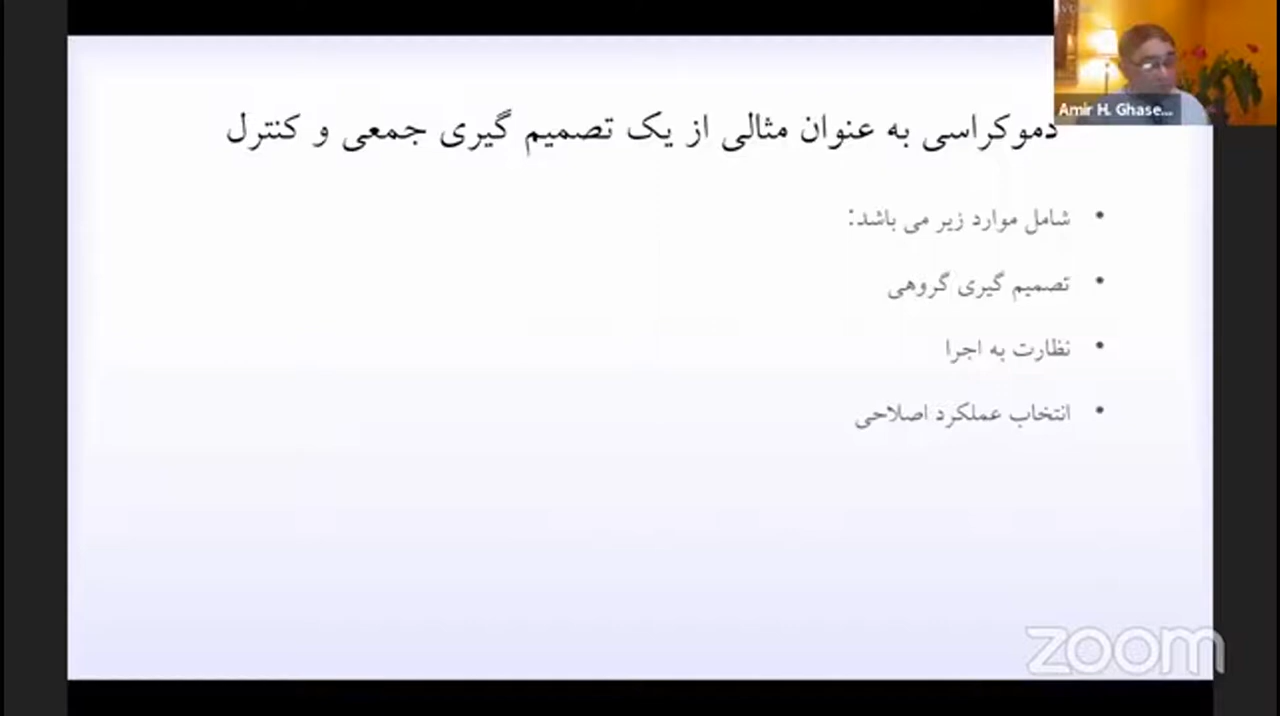 دموکراسی به عنوان مثالی از یک تصمیم گیری جمعی و کنترل
• شامل موارد زیر می باشد:
• تصمیم گیری گروهی
• نظارت به اجرا
• انتخاب عملکرد اصلاحی
Amir H. Ghase...
zoom